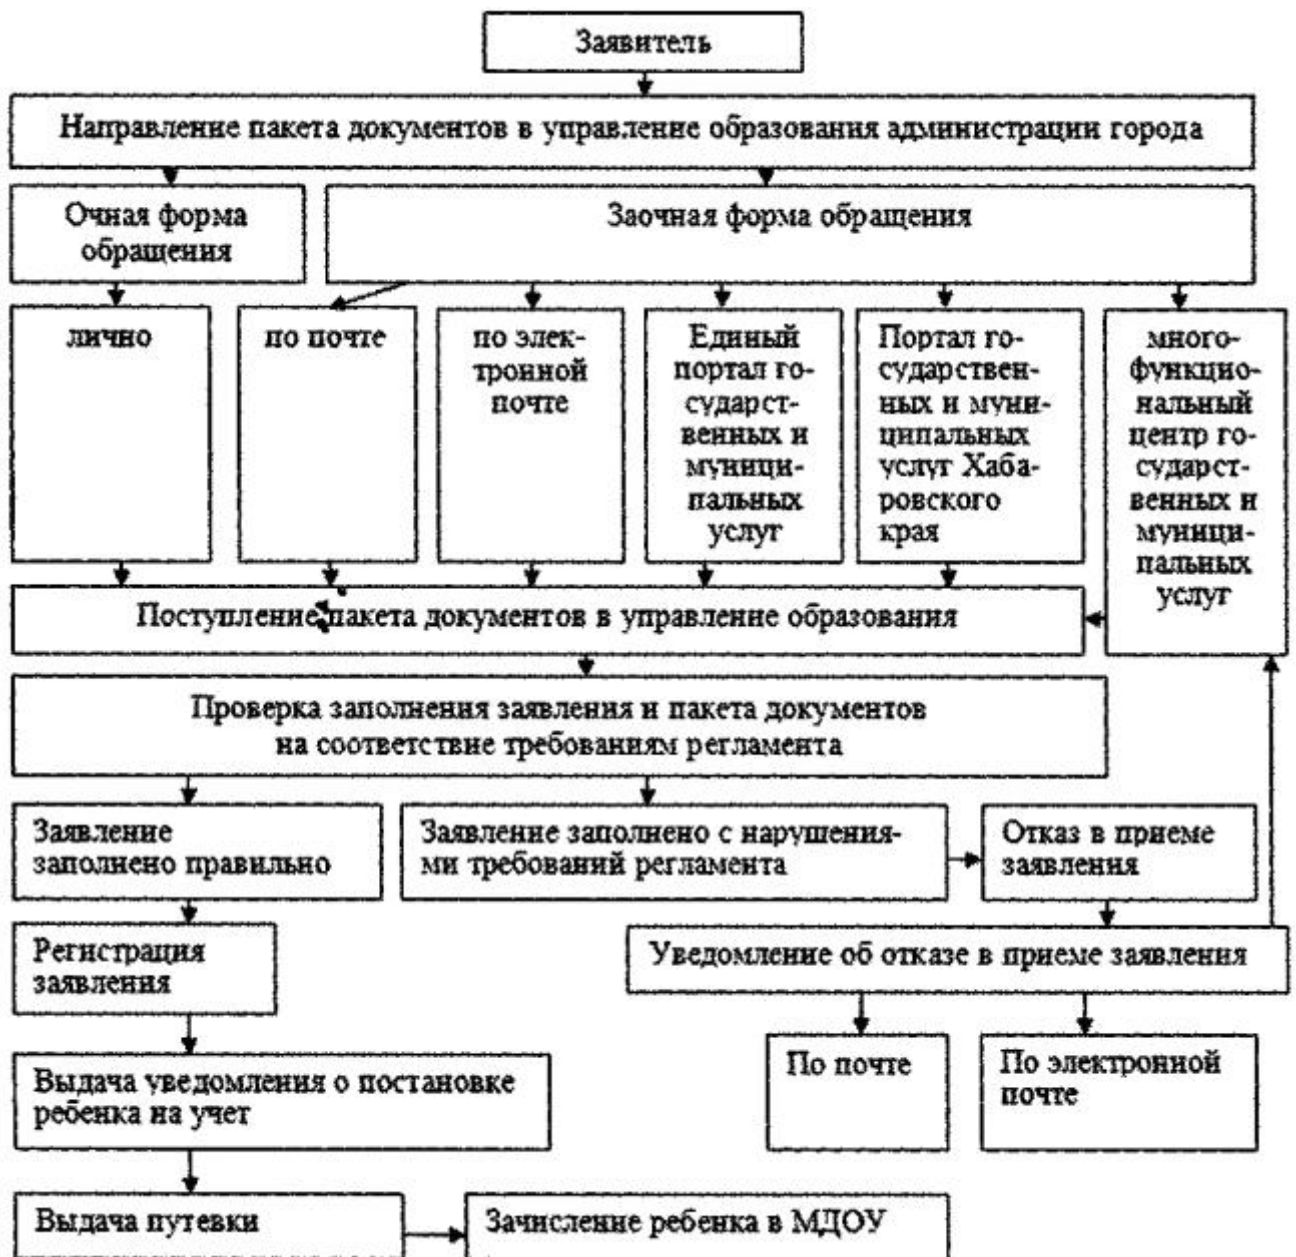 Заявитель
Направление пакета документов в управление образования администрации города
Очная форма
обращения
Заочная форма обращения
лично
по почте
по элек-
тронной
почте
Единый
портал го-
сударст-
венных и
муници-
пальных
услуг
Портал го-
сударствен-
ных и муни-
ципальных
услуг Хаба-
ровского
края
много-
функцио-
нальный
центр го-
сударст-
венных и
муници-
пальных
услуг
Поступление пакета документов в управление образования
Проверка заполнения заявления и пакета документов
на соответствие требованиям регламента
Заявление
заполнено правильно
Заявление заполнено с нарушения-
ми требований регламента
Отказ в приеме
заявления
Регистрация
заявления
Уведомление об отказе в приеме заявления
По почте
По электронной
почте
Выдача уведомления о постановке
ребенка на учет
Выдача путевки
Зачисление ребенка в МДОУ